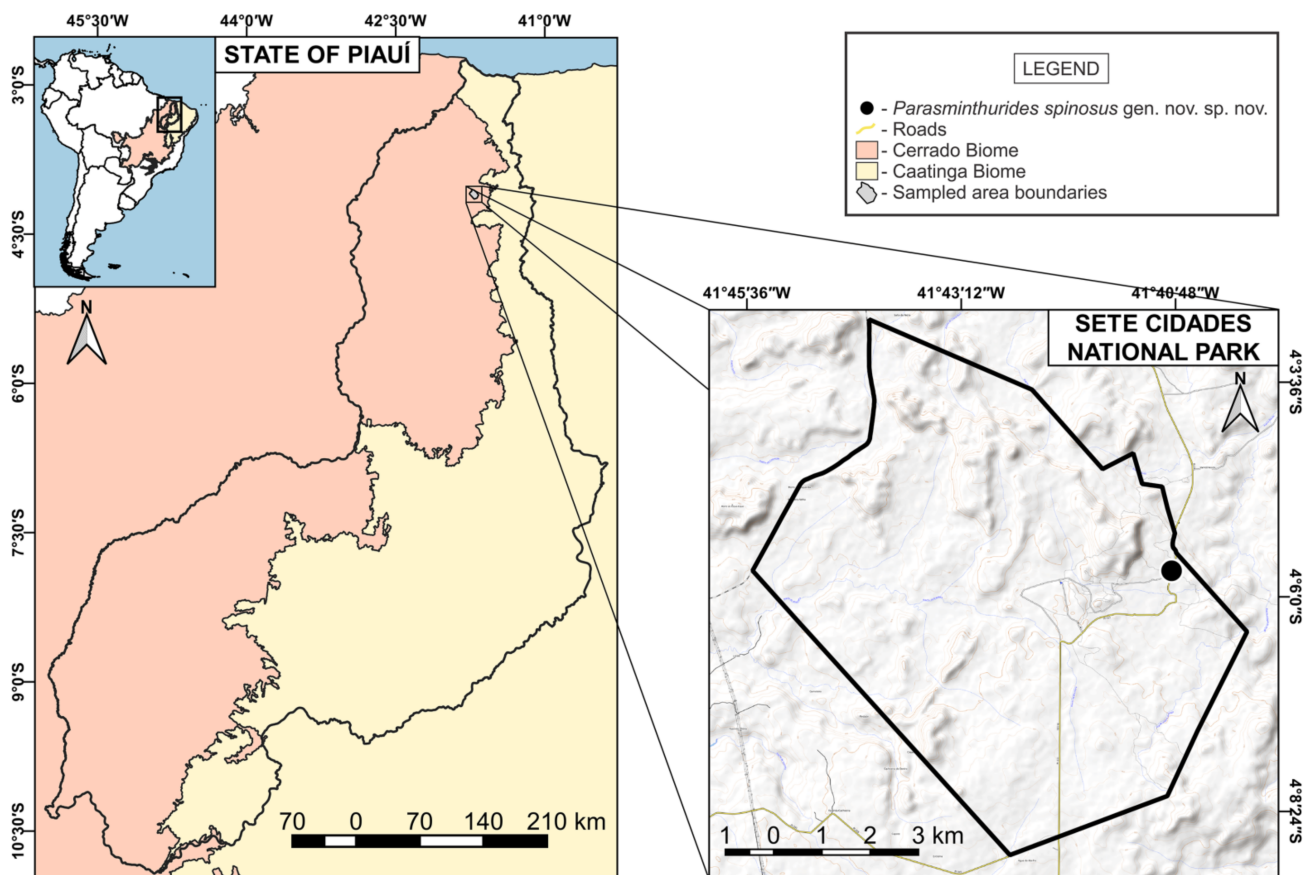 45°30'W 44°0'W 42°30'W 41°0'W
STATE OF PIAUÍ
3°0'S
4°30'S
6°0'S
7°30'S
9°0'S
10°30'S
N
70 0 70 140 210 km
LEGEND
- Parasminthurides spinosus gen. nov. sp. nov.
- Roads
- Cerrado Biome
- Caatinga Biome
- Sampled area boundaries
41°45'36"W 41°43'12"W 41°40'48"W
SETE CIDADES
NATIONAL PARK
N
4°3'36"S
4°6'0"S
4°8'24"S
1 0 1 2 3 km